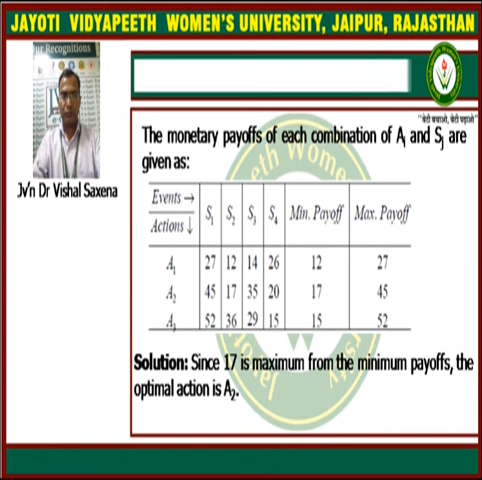 JAYOTI VIDYAPEETH WOMEN'S UNIVERSITY, JAIPUR, RAJASTHAN
Our Recognitions
"बेटी बचाओ, बेटी पढ़ाओ"
Jv'n Dr Vishal Saxena
The monetary payoffs of each combination of Aᵢ and Sⱼ are
given as:
Events →
Actions ↓ S₁ S₂ S₃ S₄ Min. Payoff Max. Payoff
A₁ 27 12 14 26 12 27
A₂ 45 17 35 20 17 45
A₃ 52 36 29 15 15 52
Solution: Since 17 is maximum from the minimum payoffs, the
optimal action is A₂.